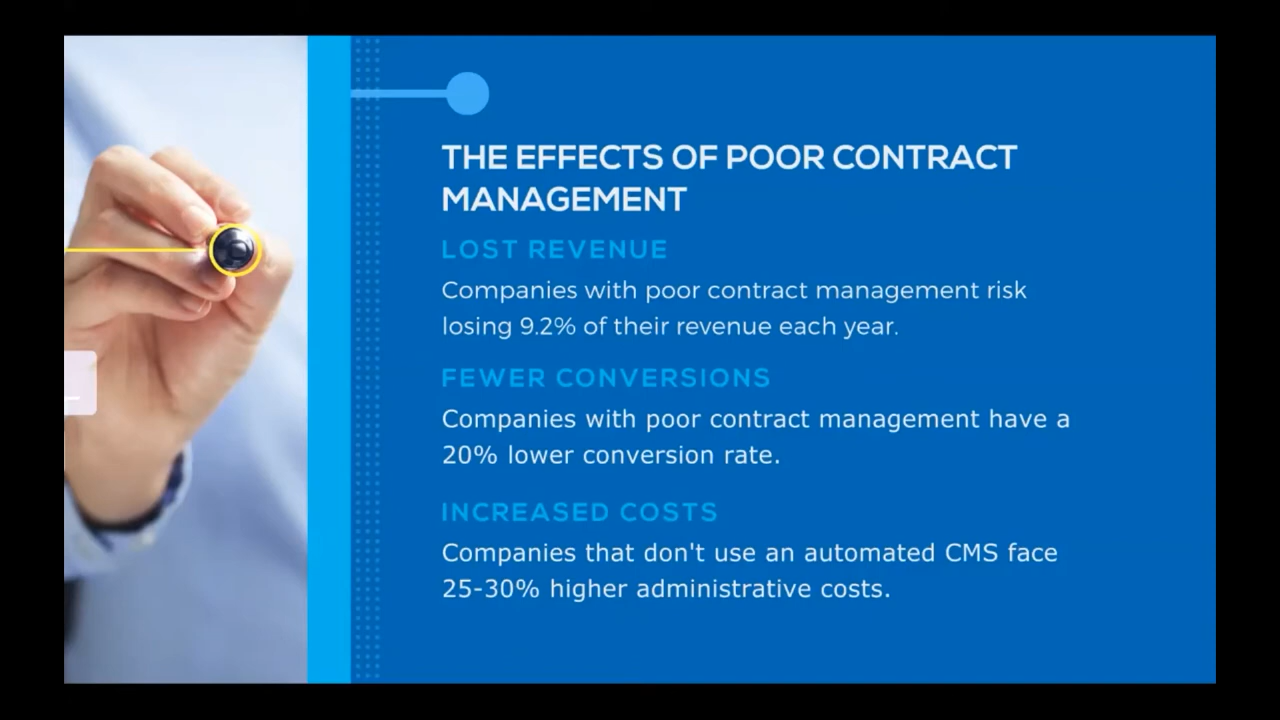 THE EFFECTS OF POOR CONTRACT
MANAGEMENT
LOST REVENUE
Companies with poor contract management risk
losing 9.2% of their revenue each year.
FEWER CONVERSIONS
Companies with poor contract management have a
20% lower conversion rate.
INCREASED COSTS
Companies that don't use an automated CMS face
25-30% higher administrative costs.